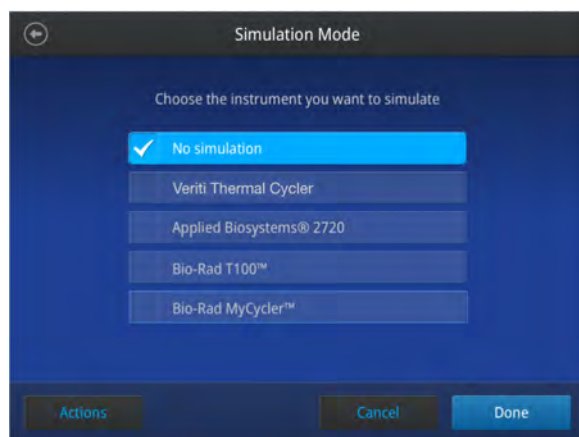 Simulation Mode
Choose the instrument you want to simulate
No simulation
Veriti Thermal Cycler
Applied Biosystems® 2720
Bio-Rad T100™
Bio-Rad MyCycler™
Actions
Cancel
Done